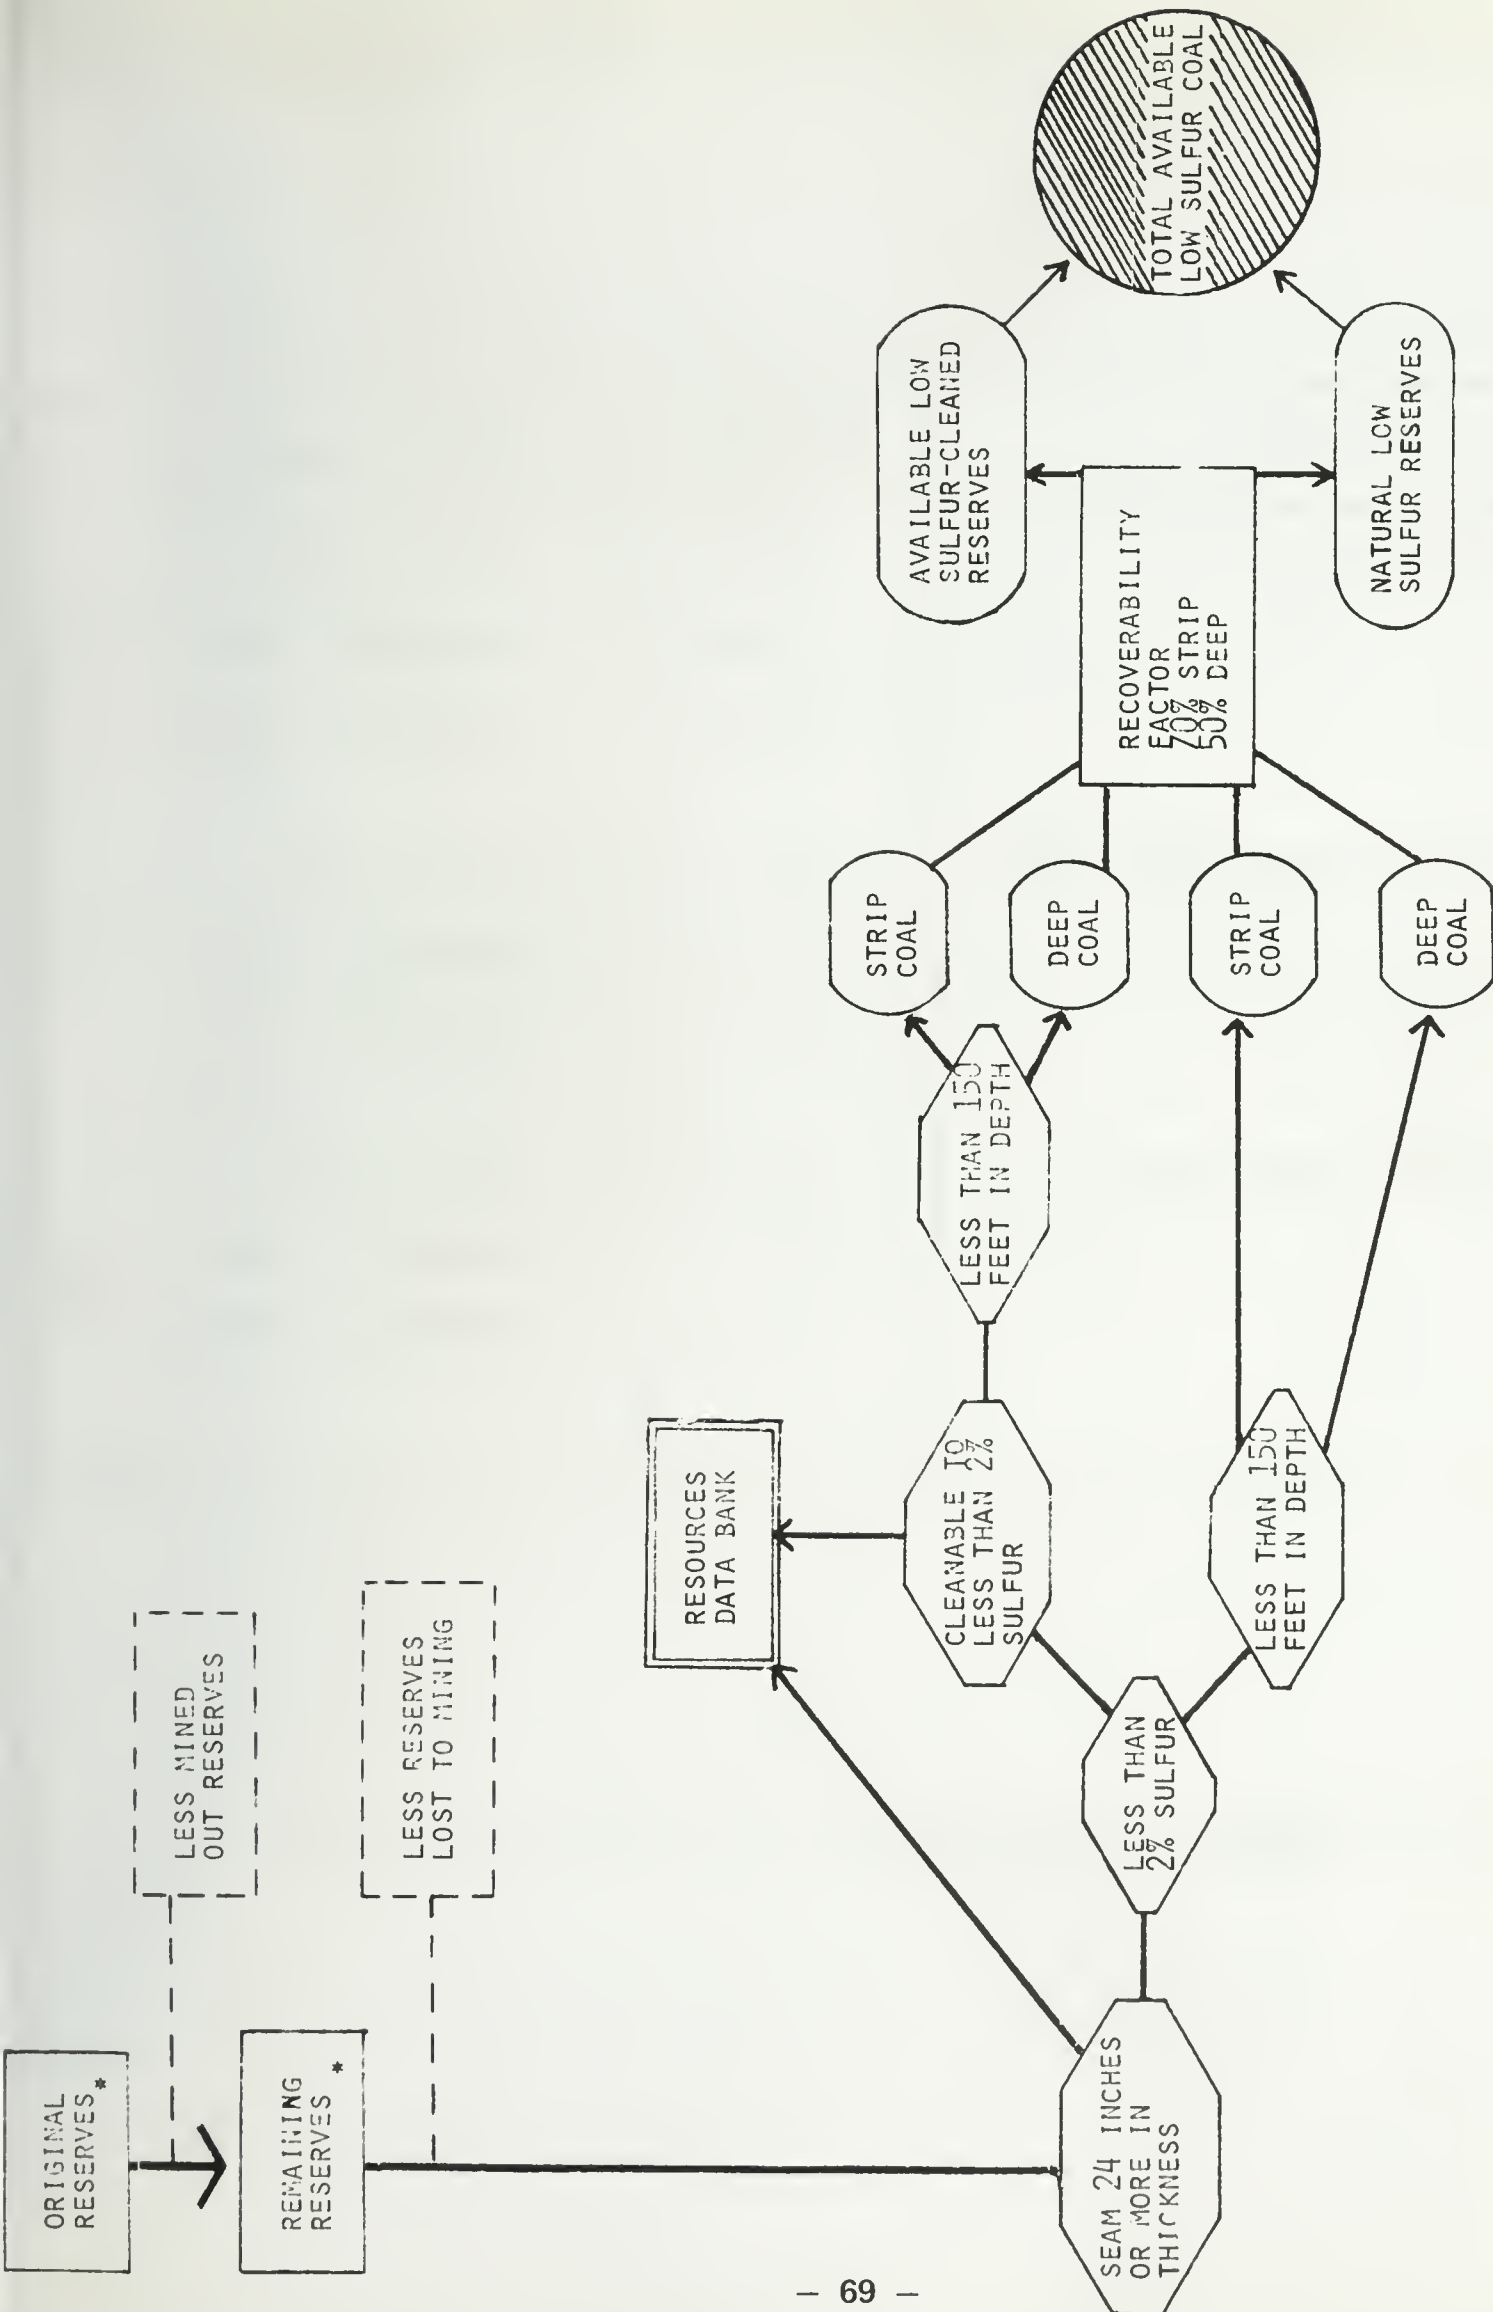 ORIGINAL
RESERVES*
LESS MINED
OUT RESERVES
REMAINING
RESERVES *
LESS RESERVES
LOST TO MINING
RESOURCES
DATA BANK
SEAM 24 INCHES
OR MORE IN
THICKNESS
LESS THAN
2% SULFUR
CLEANABLE TO
LESS THAN 2%
SULFUR
LESS THAN 150
FEET IN DEPTH
LESS THAN 150
FEET IN DEPTH
STRIP
COAL
DEEP
COAL
STRIP
COAL
DEEP
COAL
RECOVERABILITY
FACTOR
70% STRIP
50% DEEP
AVAILABLE LOW
SULFUR-CLEANED
RESERVES
NATURAL LOW
SULFUR RESERVES
TOTAL AVAILABLE
LOW SULFUR COAL
— 69 —